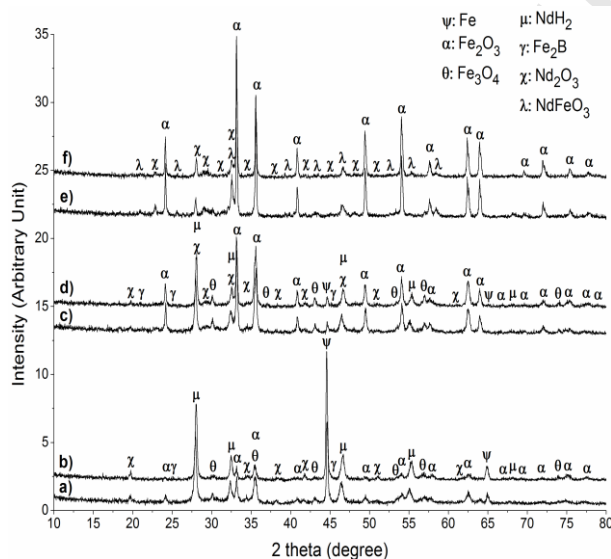 ψ: Fe
α: Fe₂O₃
θ: Fe₃O₄
μ: NdH₂
γ: Fe₂B
χ: Nd₂O₃
λ: NdFeO₃
Intensity (Arbitrary Unit)
35
30
25
20
15
10
5
0
f)
λ χ α λ χ λ χ χ χ λ α χ α χ λ α χ λ χ λ χ α χ λ α λ α λ α α α α α α
e)
d)
χ γ α γ μ χ χ θ μ χ α χ α θ χ α χ θ ψ γ μ χ α χ θ α μ θ α χ α α ψ α μ α α θ α α α
c)
b)
χ α γ μ θ μ α χ α θ χ α χ θ ψ γ μ α χ θ α μ θ α χ α ψ α μ α α θ α α
a)
10 15 20 25 30 35 40 45 50 55 60 65 70 75 80
2 theta (degree)